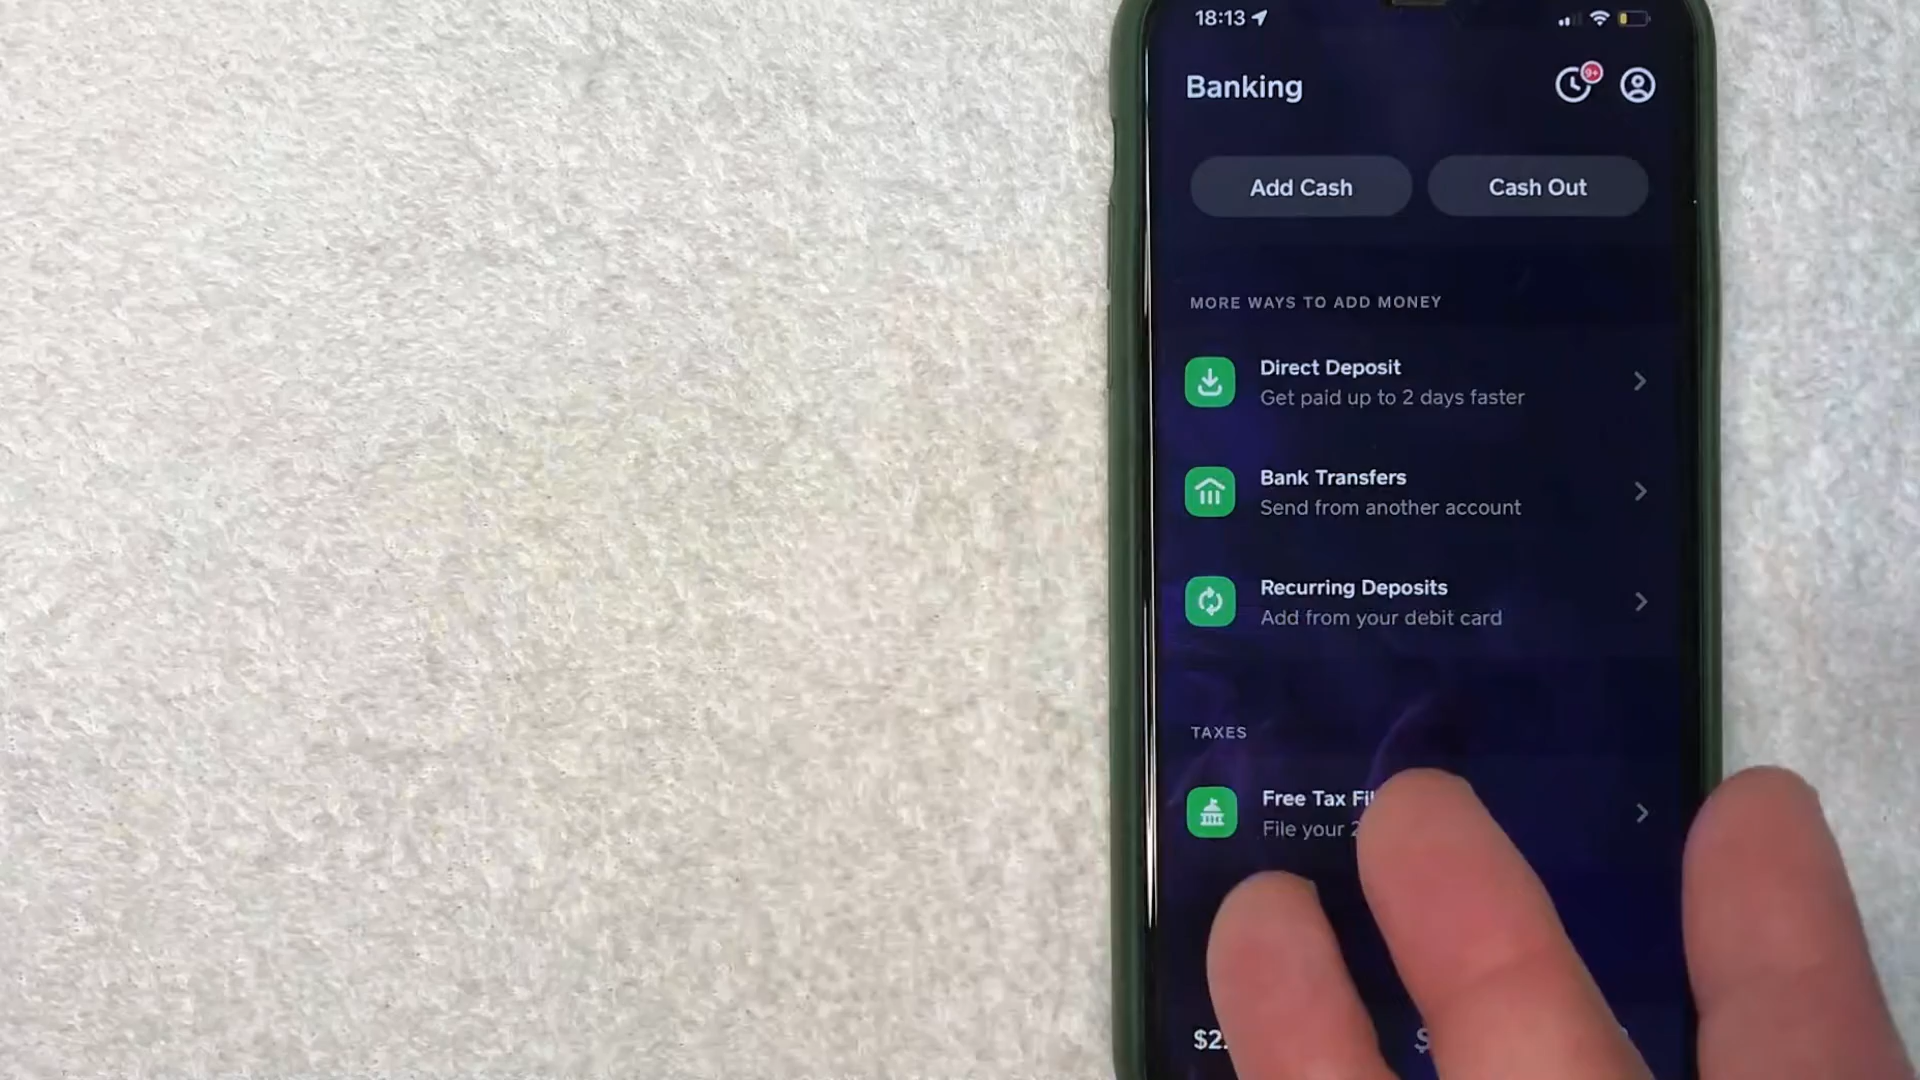 18:13
Banking
9+
Add Cash
Cash Out
MORE WAYS TO ADD MONEY
Direct Deposit
Get paid up to 2 days faster
Bank Transfers
Send from another account
Recurring Deposits
Add from your debit card
TAXES
Free Tax
File your
$2.
$